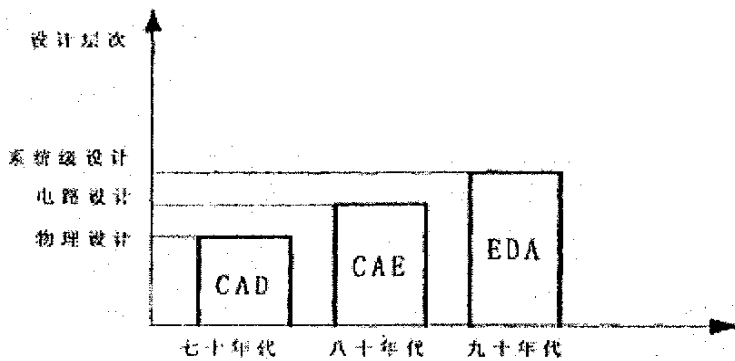 设计层次
系统级设计
电路设计
物理设计
CAD
CAE
EDA
七十年代
八十年代
九十年代